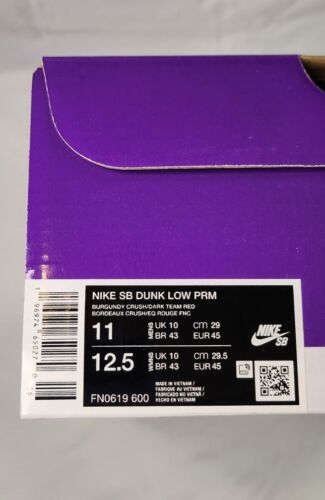 NIKE SB DUNK LOW PRM
BURGUNDY CRUSH/DARK TEAM RED
BORDEAUX CRUSH/EQ ROUGE FNC
11 MENS UK 10 cm 29
BR 43 EUR 45
12.5 WMNS UK 10 cm 29.5
BR 43 EUR 45
NIKE
SB
FN0619 600
MADE IN VIETNAM /
FABRIQUÉ AU VIETNAM /
FABRICADO NO VIETNÃ /
HECHO EN VIETNAM